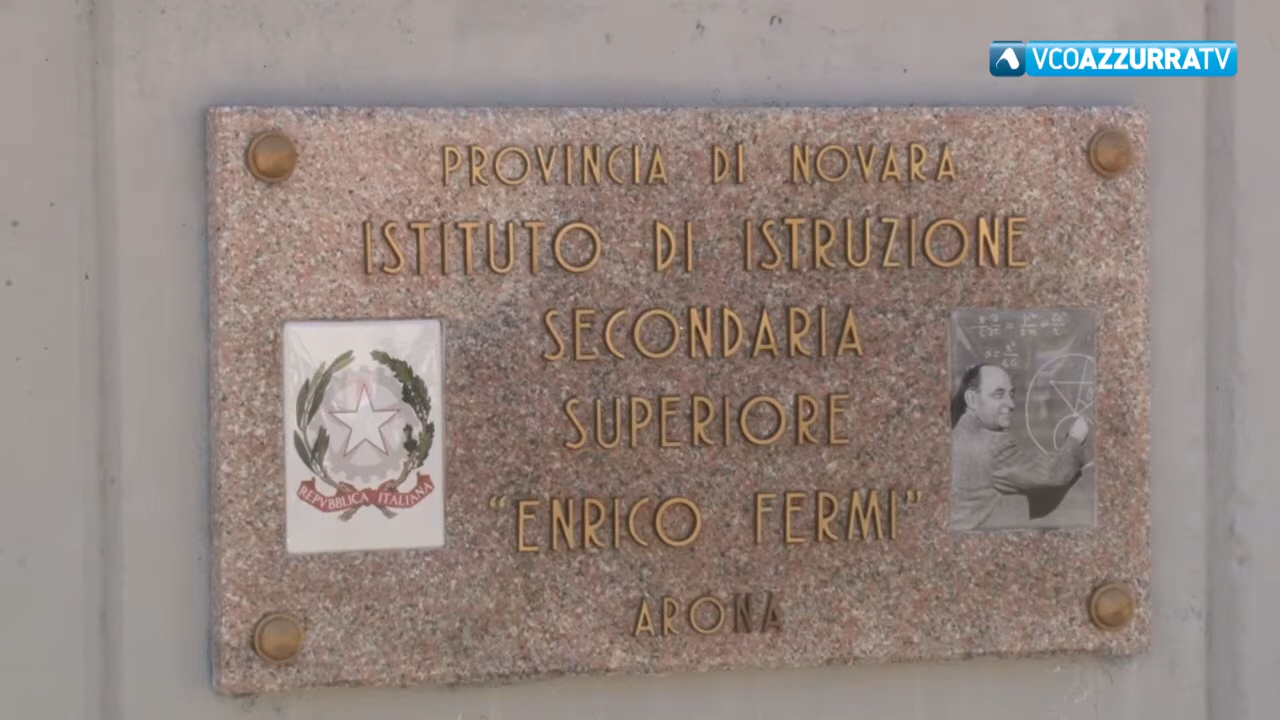 VCOAZZURRATV
PROVINCIA DI NOVARA
ISTITUTO DI ISTRUZIONE
SECONDARIA
SUPERIORE
"ENRICO FERMI"
ARONA
REPVBBLICA ITALIANA